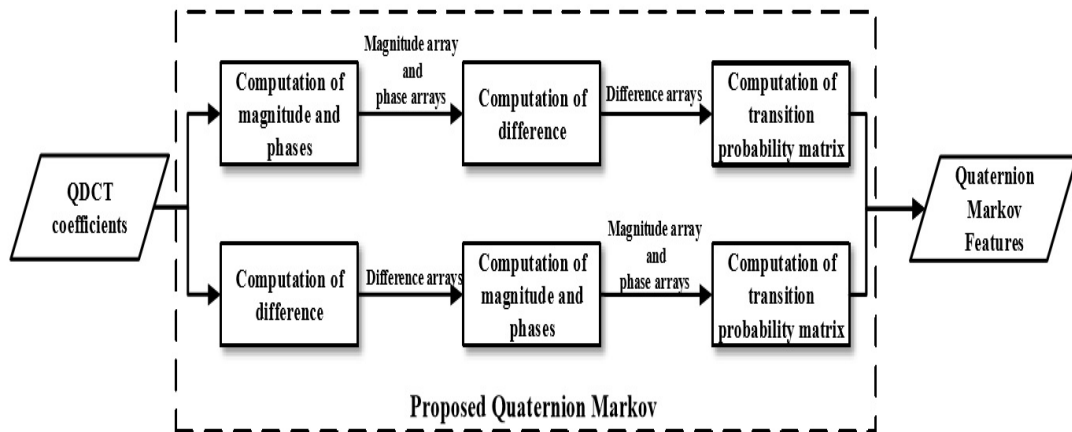 QDCT
coefficients
Computation of
magnitude and
phases
Magnitude array
and
phase arrays
Computation of
difference
Difference arrays
Computation of
transition
probability matrix
Computation of
difference
Difference arrays
Computation of
magnitude and
phases
Magnitude array
and
phase arrays
Computation of
transition
probability matrix
Quaternion
Markov
Features
Proposed Quaternion Markov